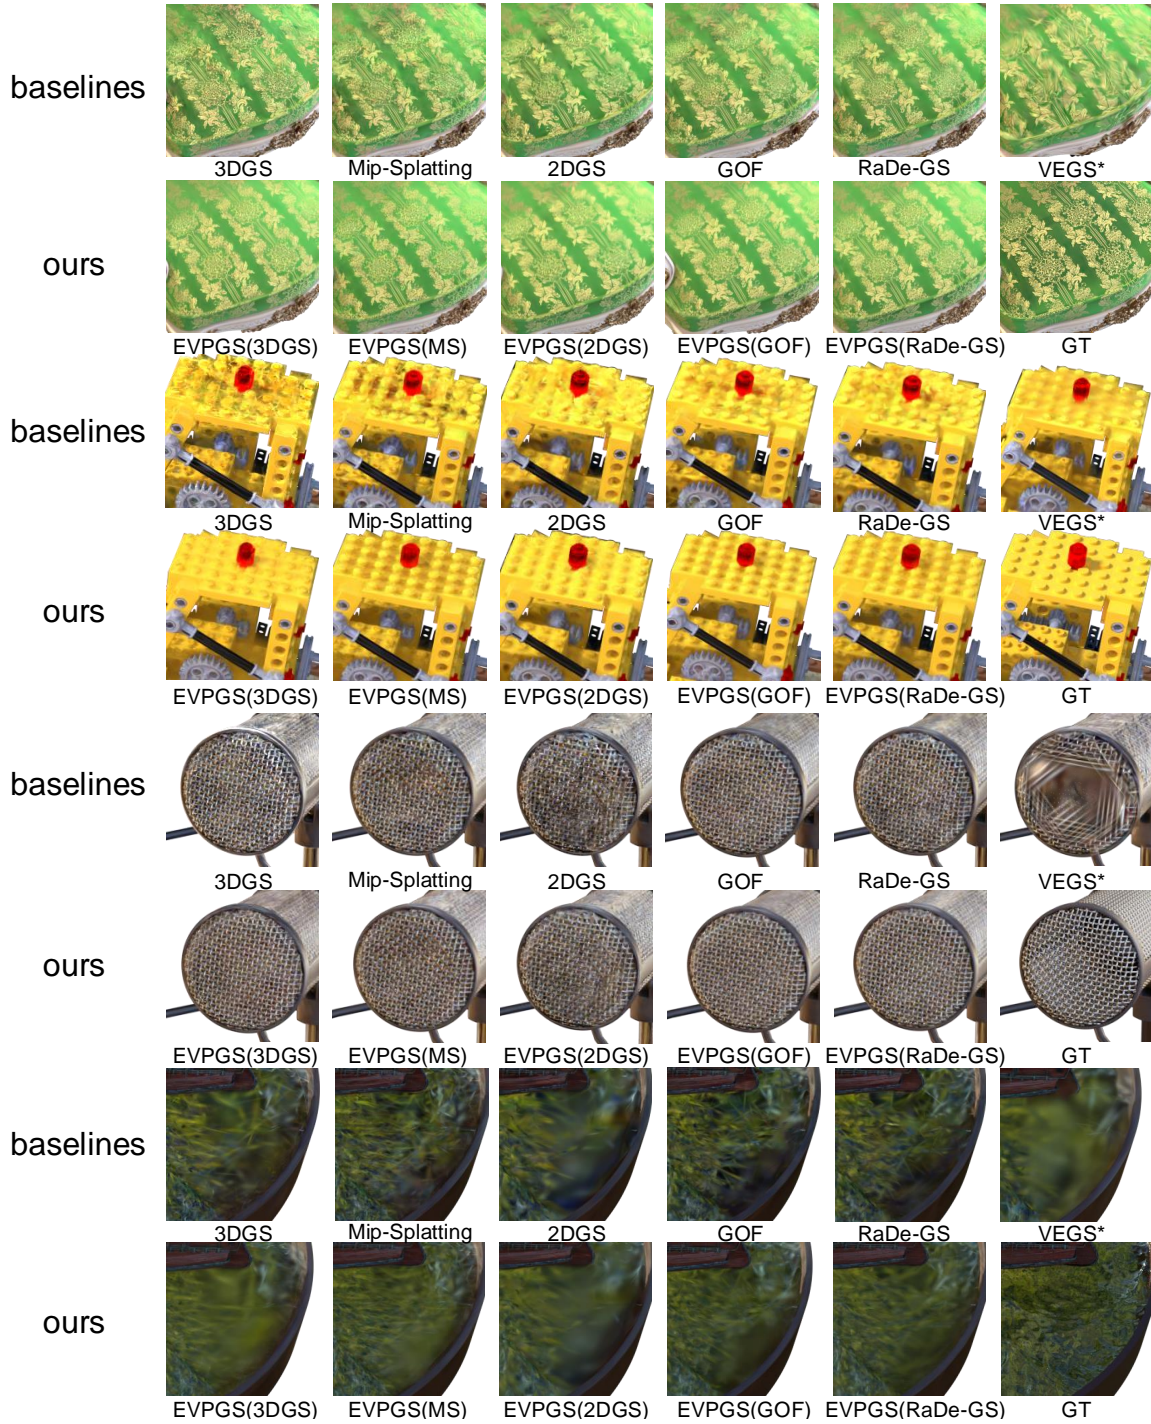 baselines
3DGS Mip-Splatting 2DGS GOF RaDe-GS VEGS*
ours
EVPGS(3DGS) EVPGS(MS) EVPGS(2DGS) EVPGS(GOF) EVPGS(RaDe-GS) GT
baselines
3DGS Mip-Splatting 2DGS GOF RaDe-GS VEGS*
ours
EVPGS(3DGS) EVPGS(MS) EVPGS(2DGS) EVPGS(GOF) EVPGS(RaDe-GS) GT
baselines
3DGS Mip-Splatting 2DGS GOF RaDe-GS VEGS*
ours
EVPGS(3DGS) EVPGS(MS) EVPGS(2DGS) EVPGS(GOF) EVPGS(RaDe-GS) GT
baselines
3DGS Mip-Splatting 2DGS GOF RaDe-GS VEGS*
ours
EVPGS(3DGS) EVPGS(MS) EVPGS(2DGS) EVPGS(GOF) EVPGS(RaDe-GS) GT